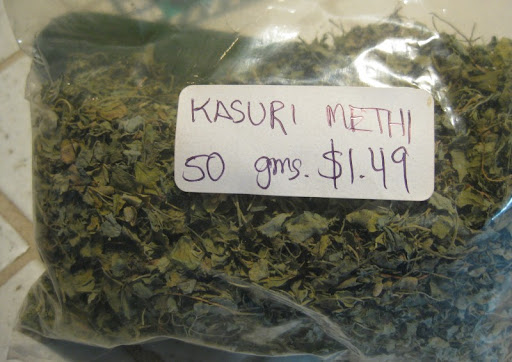 KASURI METHI
50 gms. $1.49